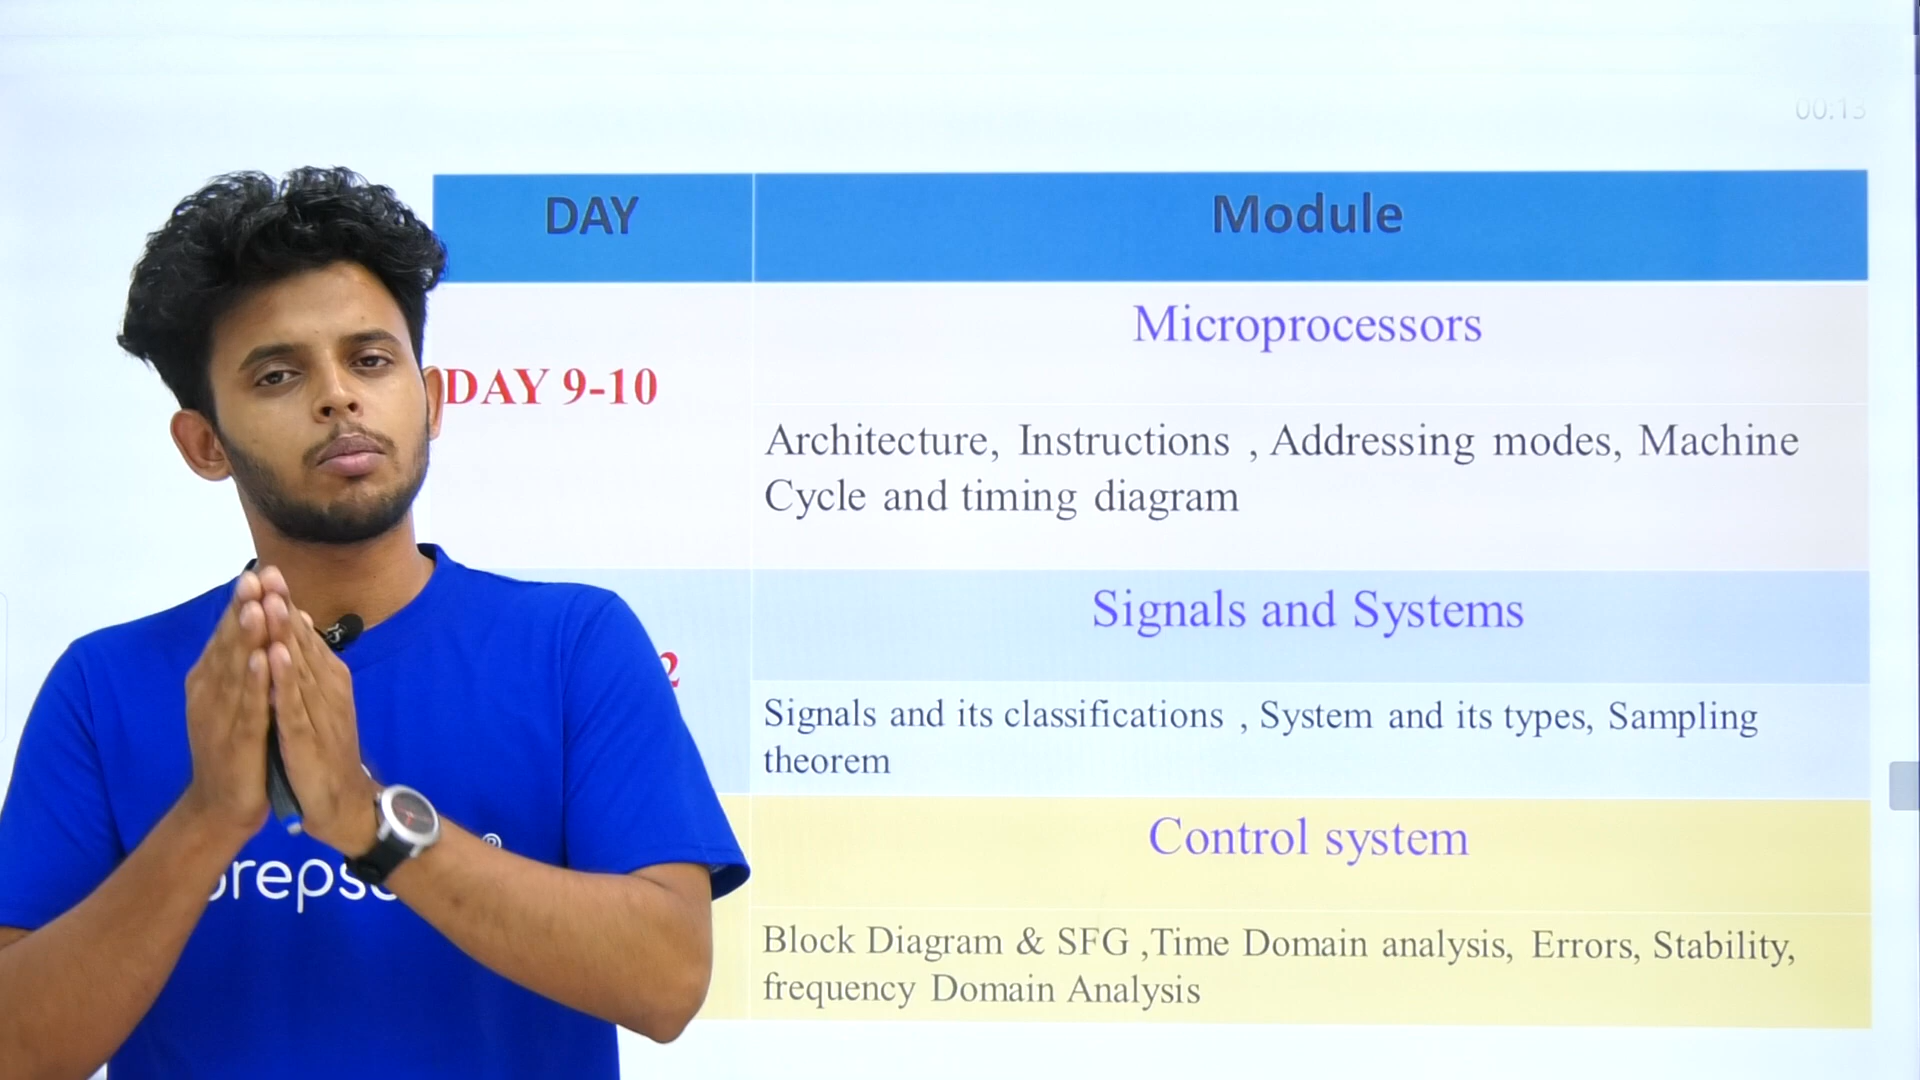 00:13
DAY
Module
Microprocessors
DAY 9-10
Architecture, Instructions , Addressing modes, Machine
Cycle and timing diagram
Signals and Systems
2
Signals and its classifications , System and its types, Sampling
theorem
Control system
Block Diagram & SFG ,Time Domain analysis, Errors, Stability,
frequency Domain Analysis